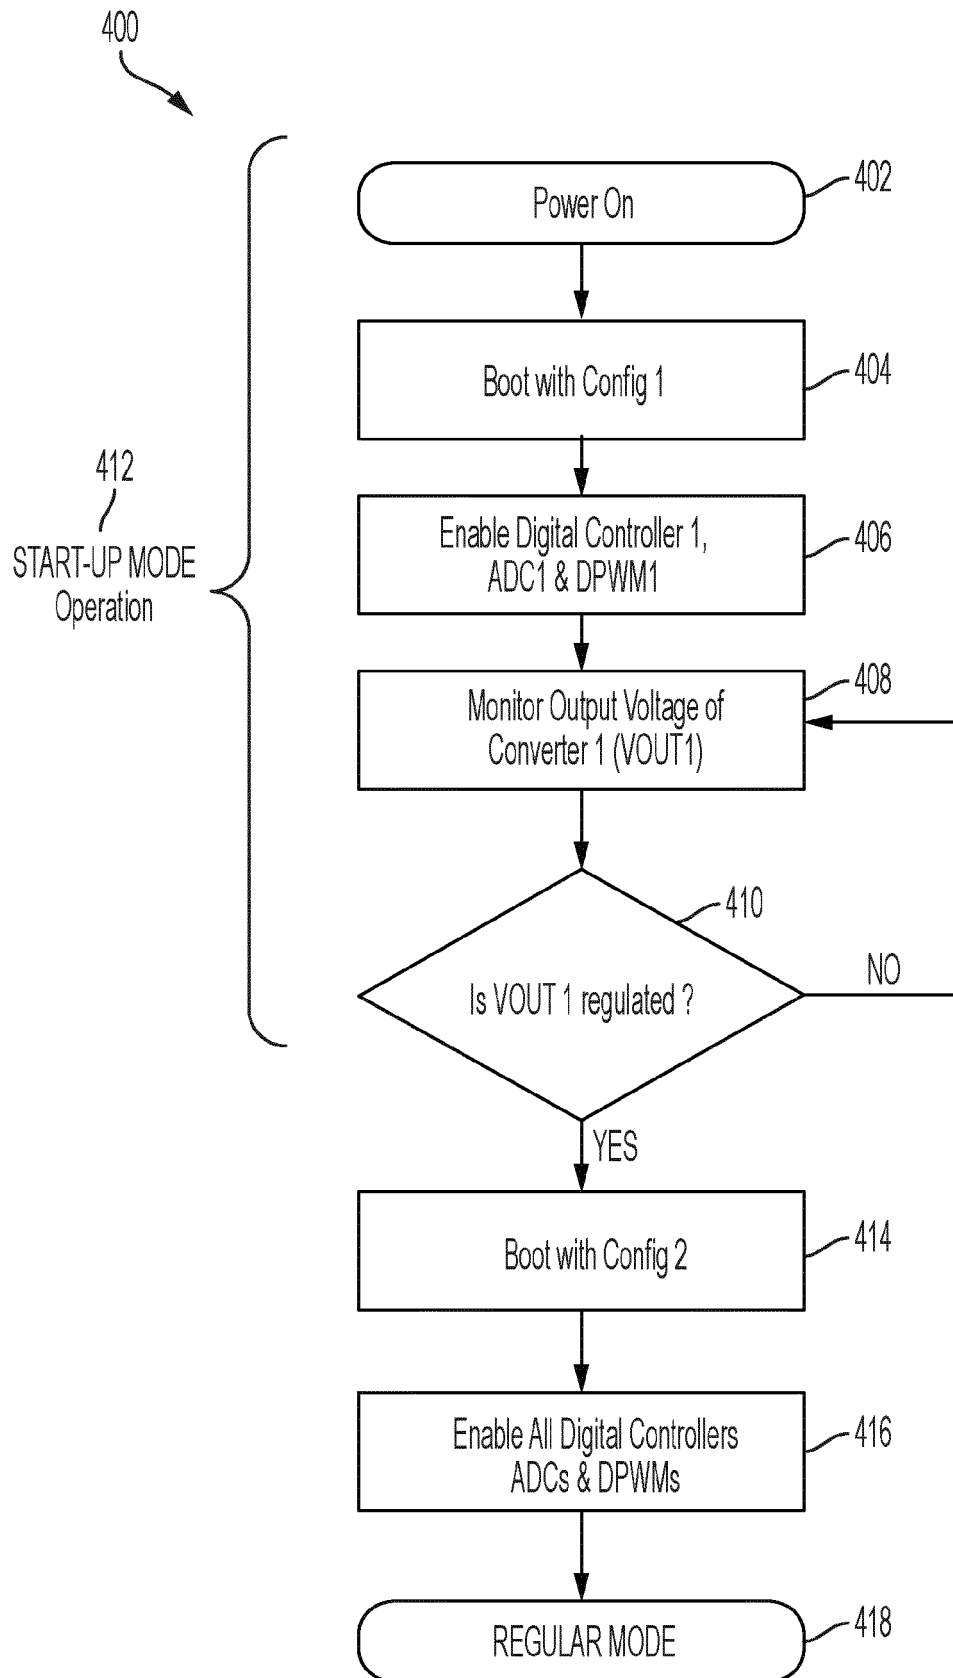 400
402
Power On
Boot with Config 1
404
412
START-UP MODE
Operation
Enable Digital Controller 1,
ADC1 & DPWM1
406
408
Monitor Output Voltage of
Converter 1 (VOUT1)
410
Is VOUT 1 regulated ?
NO
YES
Boot with Config 2
414
Enable All Digital Controllers
ADCs & DPWMs
416
REGULAR MODE
418